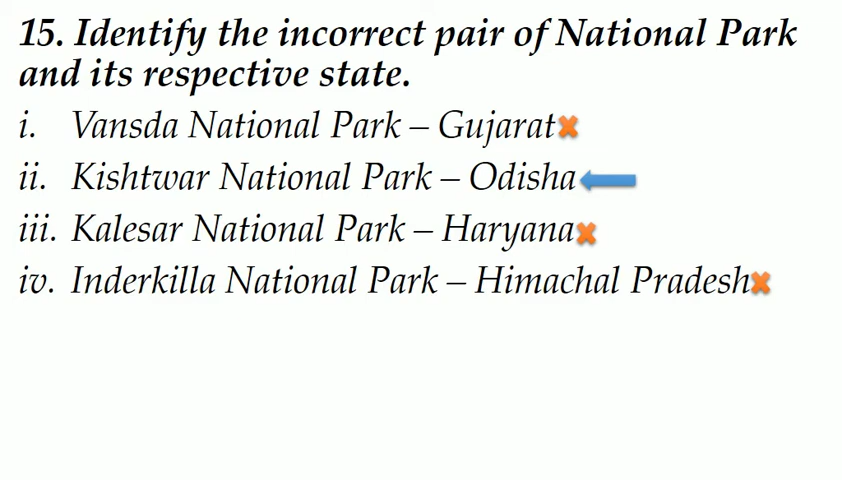 15. Identify the incorrect pair of National Park
and its respective state.
i. Vansda National Park – Gujarat
ii. Kishtwar National Park – Odisha
iii. Kalesar National Park – Haryana
iv. Inderkilla National Park – Himachal Pradesh